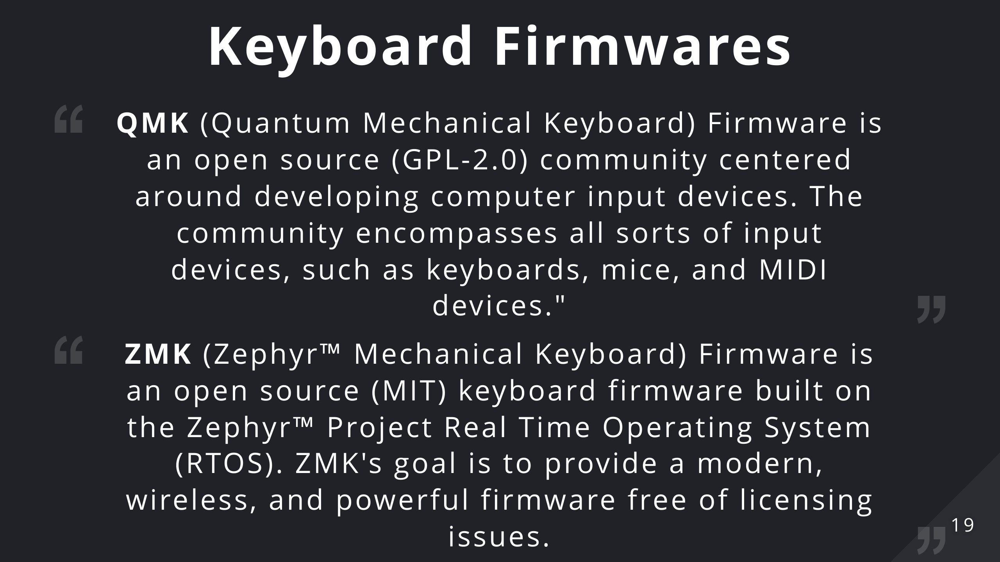 Keyboard Firmwares
“
QMK (Quantum Mechanical Keyboard) Firmware is
an open source (GPL-2.0) community centered
around developing computer input devices. The
community encompasses all sorts of input
devices, such as keyboards, mice, and MIDI
devices."
”
“
ZMK (Zephyr™ Mechanical Keyboard) Firmware is
an open source (MIT) keyboard firmware built on
the Zephyr™ Project Real Time Operating System
(RTOS). ZMK's goal is to provide a modern,
wireless, and powerful firmware free of licensing
issues.
”
19